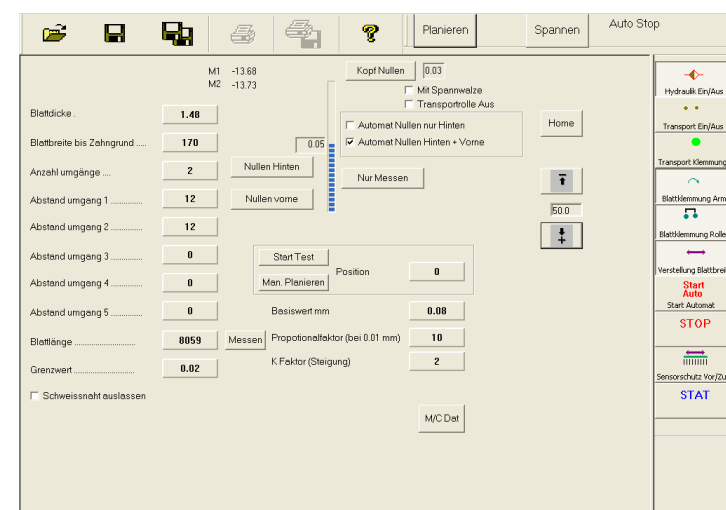 Planieren Spannen Auto Stop
M1 -13.68
M2 -13.73
Kopf Nullen 0.03
Mit Spannwalze
Transportrolle Aus
Blattdicke . 1.48
Blattbreite bis Zahngrund ..... 170
Anzahl umgänge .... 2
Abstand umgang 1 ............... 12
Abstand umgang 2 ............... 12
Abstand umgang 3 ............... 0
Abstand umgang 4 ............... 0
Abstand umgang 5 ............... 0
Blattlänge ............................ 8059 Messen
Grenzwert ............................ 0.02
Schweissnaht auslassen
0.05
Automat Nullen nur Hinten
Automat Nullen Hinten + Vorne
Home
Nullen Hinten
Nullen vorne
Nur Messen
50.0
Start Test
Man. Planieren
Position 0
Basiswert mm 0.08
Propotionalfaktor (bei 0.01 mm) 10
K Faktor (Steigung) 2
M/C Dat
Hydraulik Ein/Aus
Transport Ein/Aus
Transport Klemmung
Blattklemmung Arm
Blattklemmung Rolle
Verstellung Blattbrei
Start
Auto
Start Automat
STOP
Sensorschutz Vor/Zu
STAT